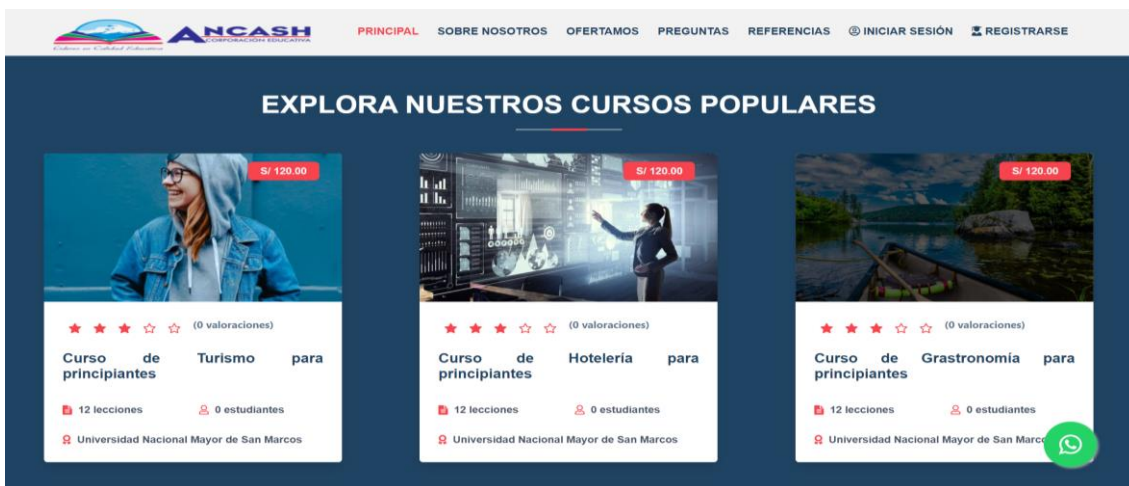 ANCASH
CORPORACIÓN EDUCATIVA
PRINCIPAL SOBRE NOSOTROS OFERTAMOS PREGUNTAS REFERENCIAS INICIAR SESIÓN REGISTRARSE
EXPLORA NUESTROS CURSOS POPULARES
S/ 120.00
(0 valoraciones)
Curso de Turismo para
principiantes
12 lecciones 0 estudiantes
Universidad Nacional Mayor de San Marcos
S/ 120.00
(0 valoraciones)
Curso de Hotelería para
principiantes
12 lecciones 0 estudiantes
Universidad Nacional Mayor de San Marcos
S/ 120.00
(0 valoraciones)
Curso de Grastronomía para
principiantes
12 lecciones 0 estudiantes
Universidad Nacional Mayor de San Marc